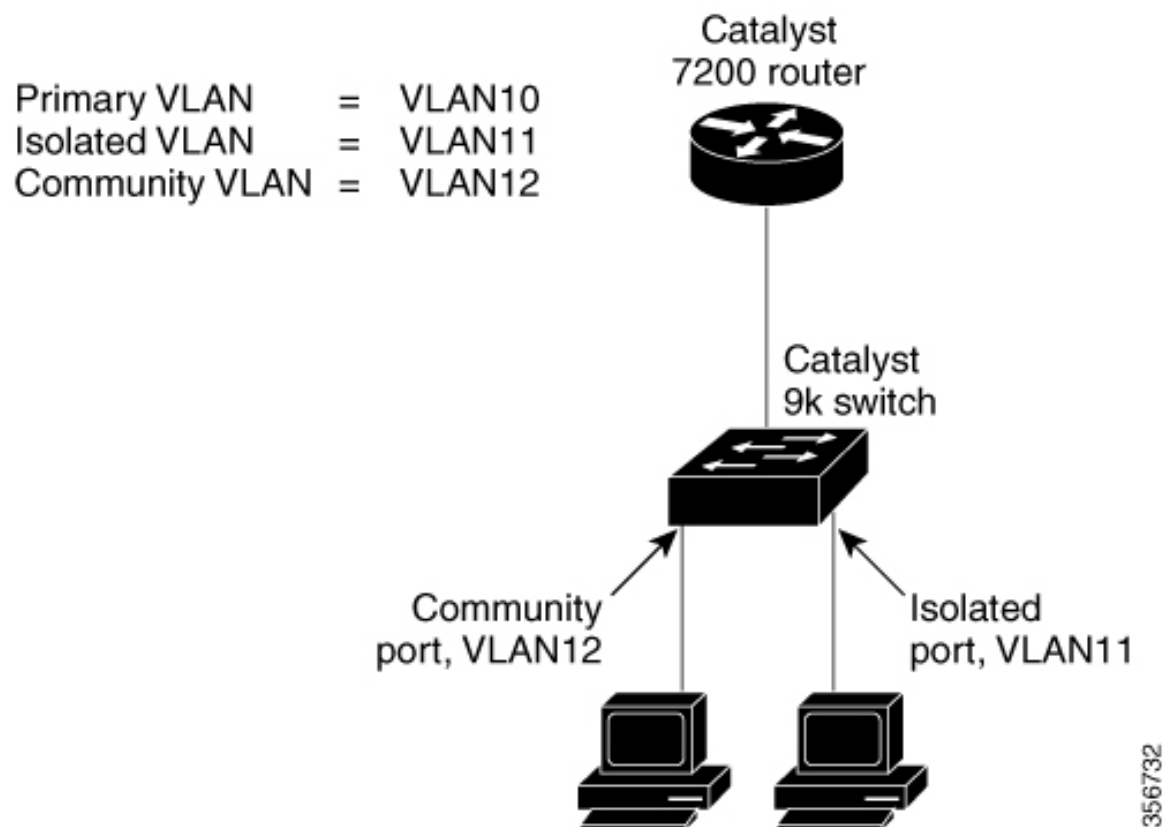 Catalyst
7200 router
Primary VLAN = VLAN10
Isolated VLAN = VLAN11
Community VLAN = VLAN12
Catalyst
9k switch
Community
port, VLAN12
Isolated
port, VLAN11
356732